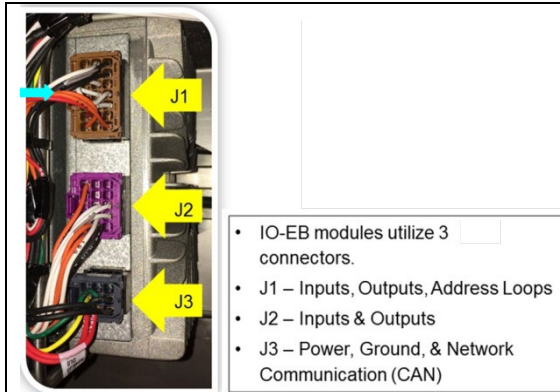 J1
J2
J3
• IO-EB modules utilize 3
connectors.
• J1 – Inputs, Outputs, Address Loops
• J2 – Inputs & Outputs
• J3 – Power, Ground, & Network
Communication (CAN)